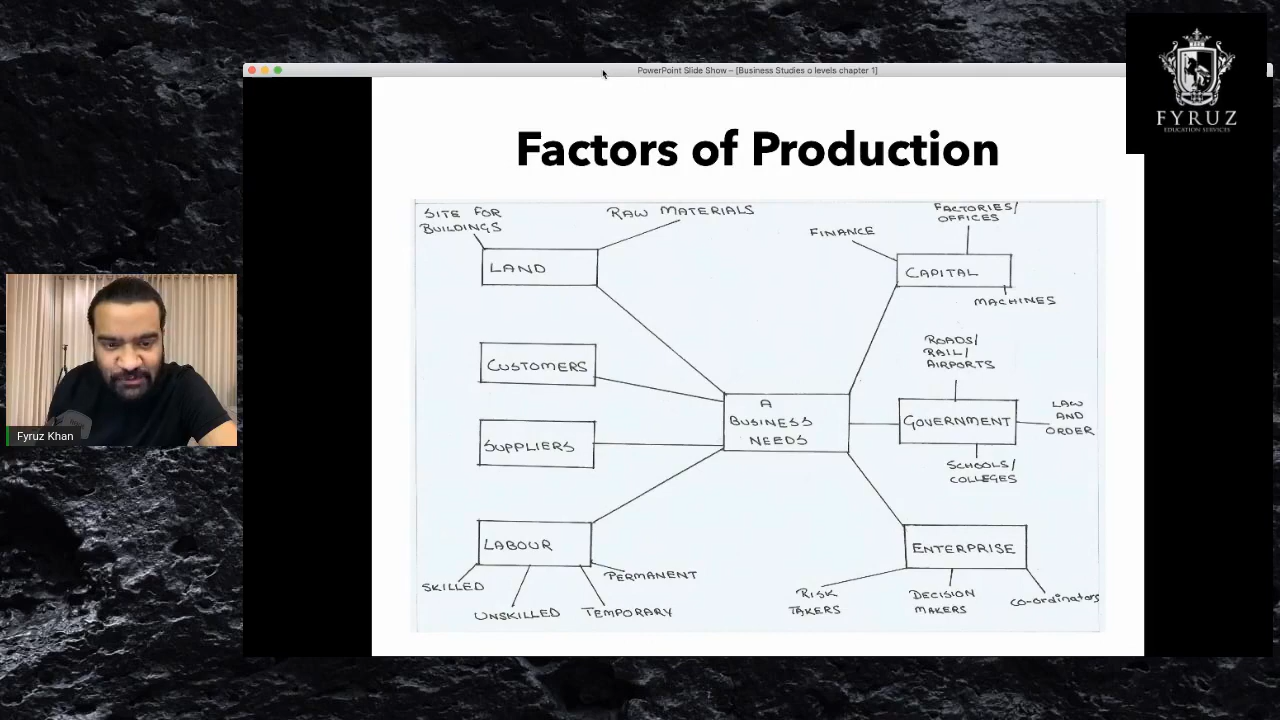 PowerPoint Slide Show – [Business Studies o levels chapter 1]
FYRUZ
EDUCATION SERVICES
Factors of Production
SITE FOR
BUILDINGS
RAW MATERIALS
LAND
FINANCE
FACTORIES/
OFFICES
CAPITAL
MACHINES
CUSTOMERS
ROADS/
RAIL/
AIRPORTS
SUPPLIERS
A
BUSINESS
NEEDS
GOVERNMENT
LAW
AND
ORDER
SCHOOLS/
COLLEGES
LABOUR
SKILLED
UNSKILLED
TEMPORARY
PERMANENT
ENTERPRISE
RISK
TAKERS
DECISION
MAKERS
CO-ordinators
Fyruz Khan